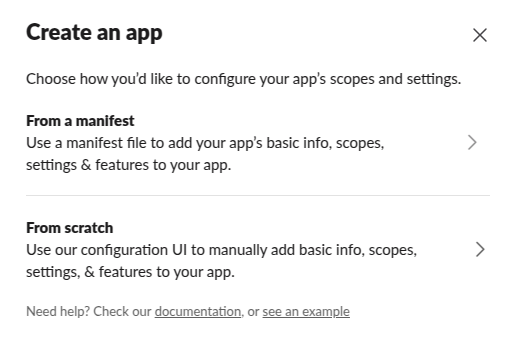 Create an app
Choose how you’d like to configure your app’s scopes and settings.
From a manifest
Use a manifest file to add your app’s basic info, scopes,
settings & features to your app.
From scratch
Use our configuration UI to manually add basic info, scopes,
settings, & features to your app.
Need help? Check our documentation, or see an example